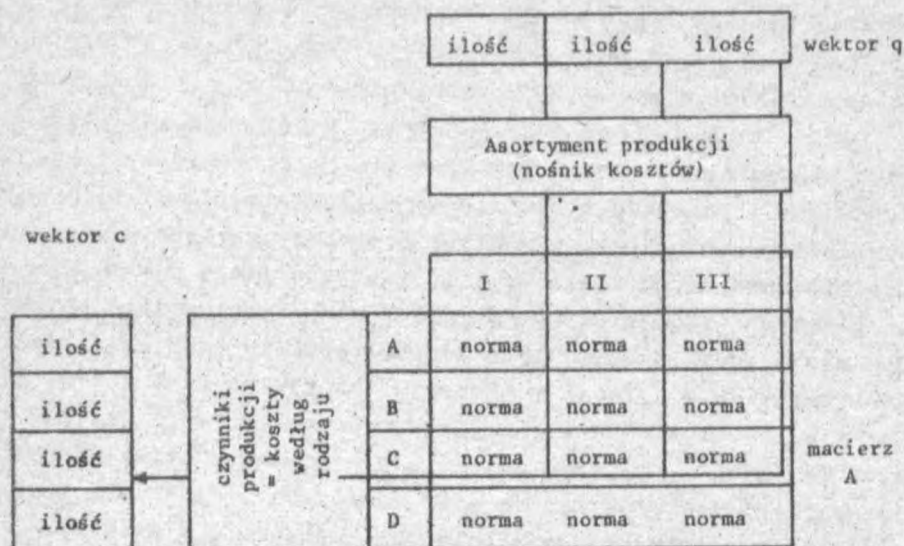 ilość ilość ilość wektor q
Asortyment produkcji
(nośnik kosztów)
wektor c
I II III
ilość A norma norma norma
ilość B norma norma norma
ilość C norma norma norma
ilość D norma norma norma
czynniki
produkcji
= koszty
według
rodzaju
macierz
A